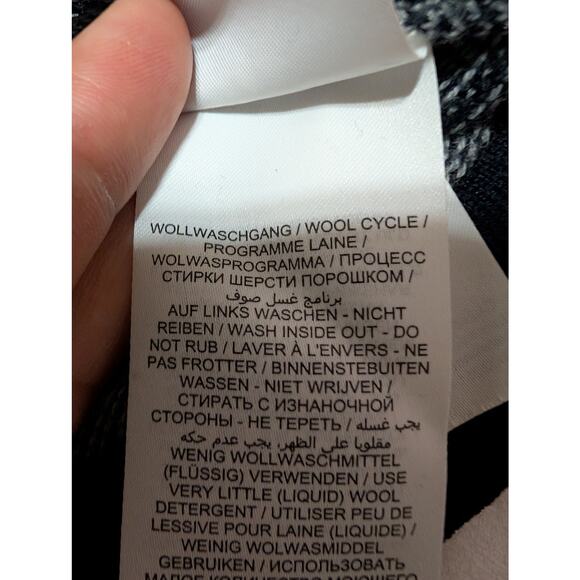 WOLLWASCHGANG / WOOL CYCLE /
PROGRAMME LAINE /
WOLWASPROGRAMMA / ПРОЦЕСС
СТИРКИ ШЕРСТИ ПОРОШКОМ /
برنامج غسل صوف
AUF LINKS WASCHEN - NICHT
REIBEN / WASH INSIDE OUT - DO
NOT RUB / LAVER À L'ENVERS - NE
PAS FROTTER / BINNENSTEBUITEN
WASSEN - NIET WRIJVEN /
СТИРАТЬ С ИЗНАНОЧНОЙ
СТОРОНЫ - НЕ ТЕРЕТЬ / يجب غسله
مقلوبا على الظهر، يجب عدم حكه
WENIG WOLLWASCHMITTEL
(FLÜSSIG) VERWENDEN / USE
VERY LITTLE (LIQUID) WOOL
DETERGENT / UTILISER PEU DE
LESSIVE POUR LAINE (LIQUIDE) /
WEINIG WOLWASMIDDEL
GEBRUIKEN / ИСПОЛЬЗОВАТЬ
МАЛОЕ КОЛИЧЕСТВО МОЮЩЕГО